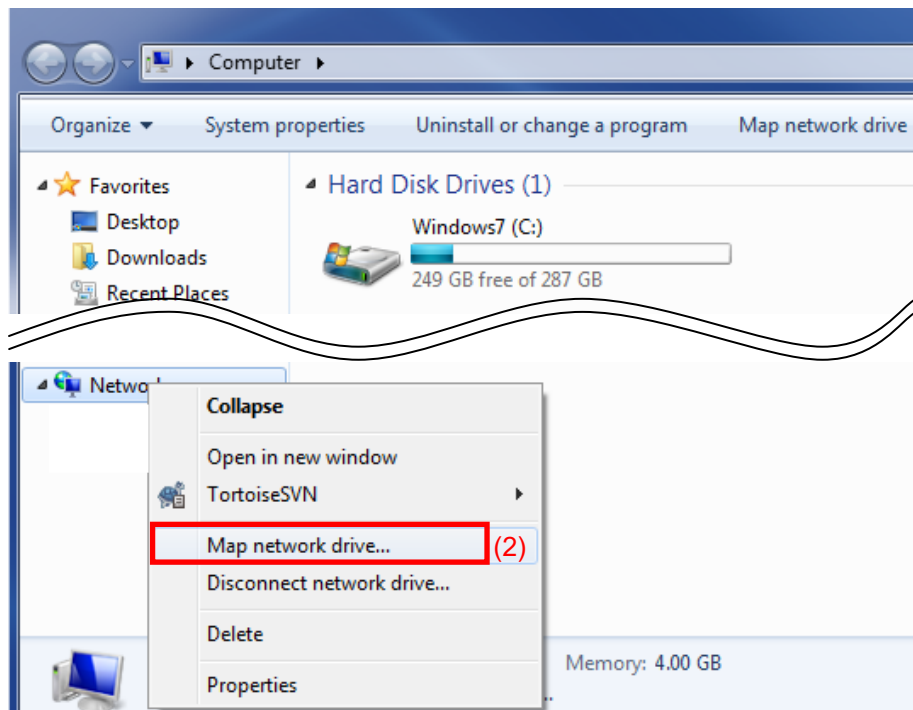 Computer
Organize System properties Uninstall or change a program Map network drive
Favorites
Desktop
Downloads
Recent Places
Hard Disk Drives (1)
Windows7 (C:)
249 GB free of 287 GB
Collapse
Open in new window
TortoiseSVN
Map network drive... (2)
Disconnect network drive...
Delete
Properties
Memory: 4.00 GB